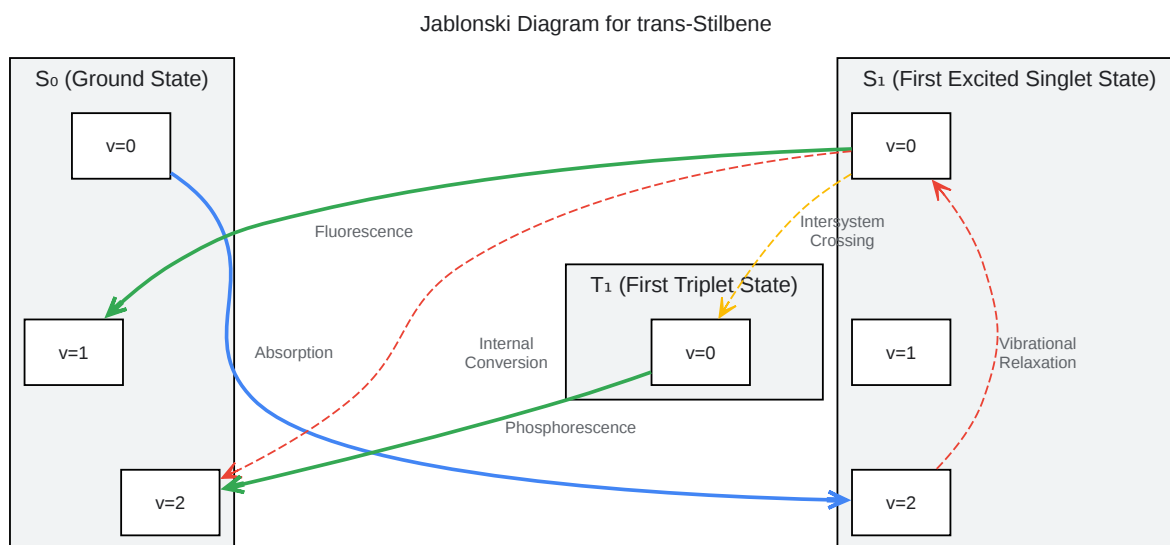 Jablonski Diagram for trans-Stilbene
S₀ (Ground State)
S₁ (First Excited Singlet State)
v=0
v=0
Fluorescence
Intersystem
Crossing
T₁ (First Triplet State)
v=1
Absorption
Internal
Conversion
v=0
v=1
Vibrational
Relaxation
Phosphorescence
v=2
v=2